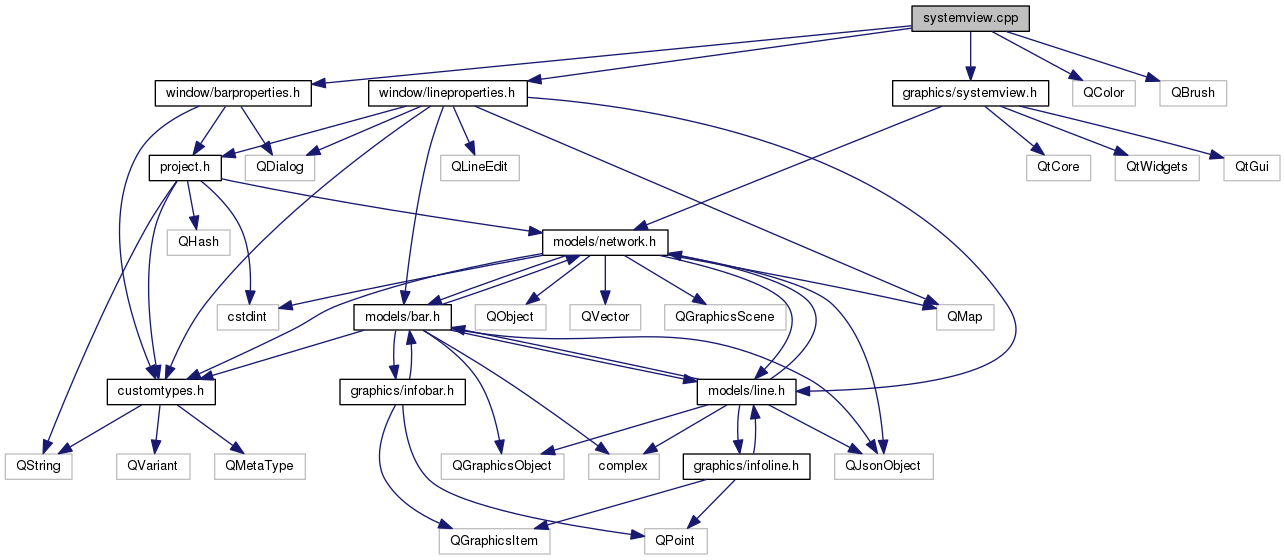 systemview.cpp
window/barproperties.h
window/lineproperties.h
graphics/systemview.h
QColor
QBrush
project.h
QDialog
QLineEdit
QtCore
QtWidgets
QtGui
QHash
models/network.h
cstdint
models/bar.h
QObject
QVector
QGraphicsScene
QMap
customtypes.h
graphics/infobar.h
models/line.h
QString
QVariant
QMetaType
QGraphicsObject
complex
graphics/infoline.h
QJsonObject
QGraphicsItem
QPoint